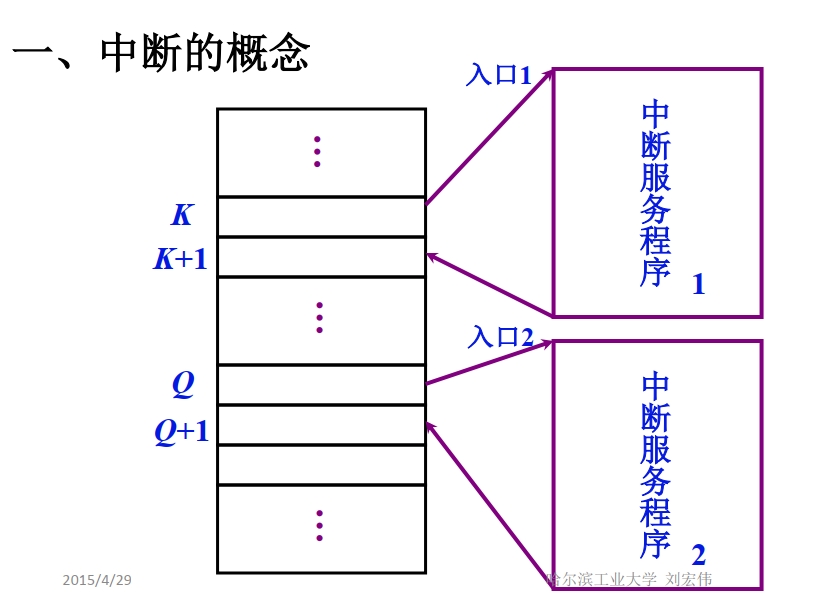 一、中断的概念
入口1
中断服务程序 1
K
K+1
入口2
Q
Q+1
中断服务程序 2
2015/4/29
哈尔滨工业大学 刘宏伟